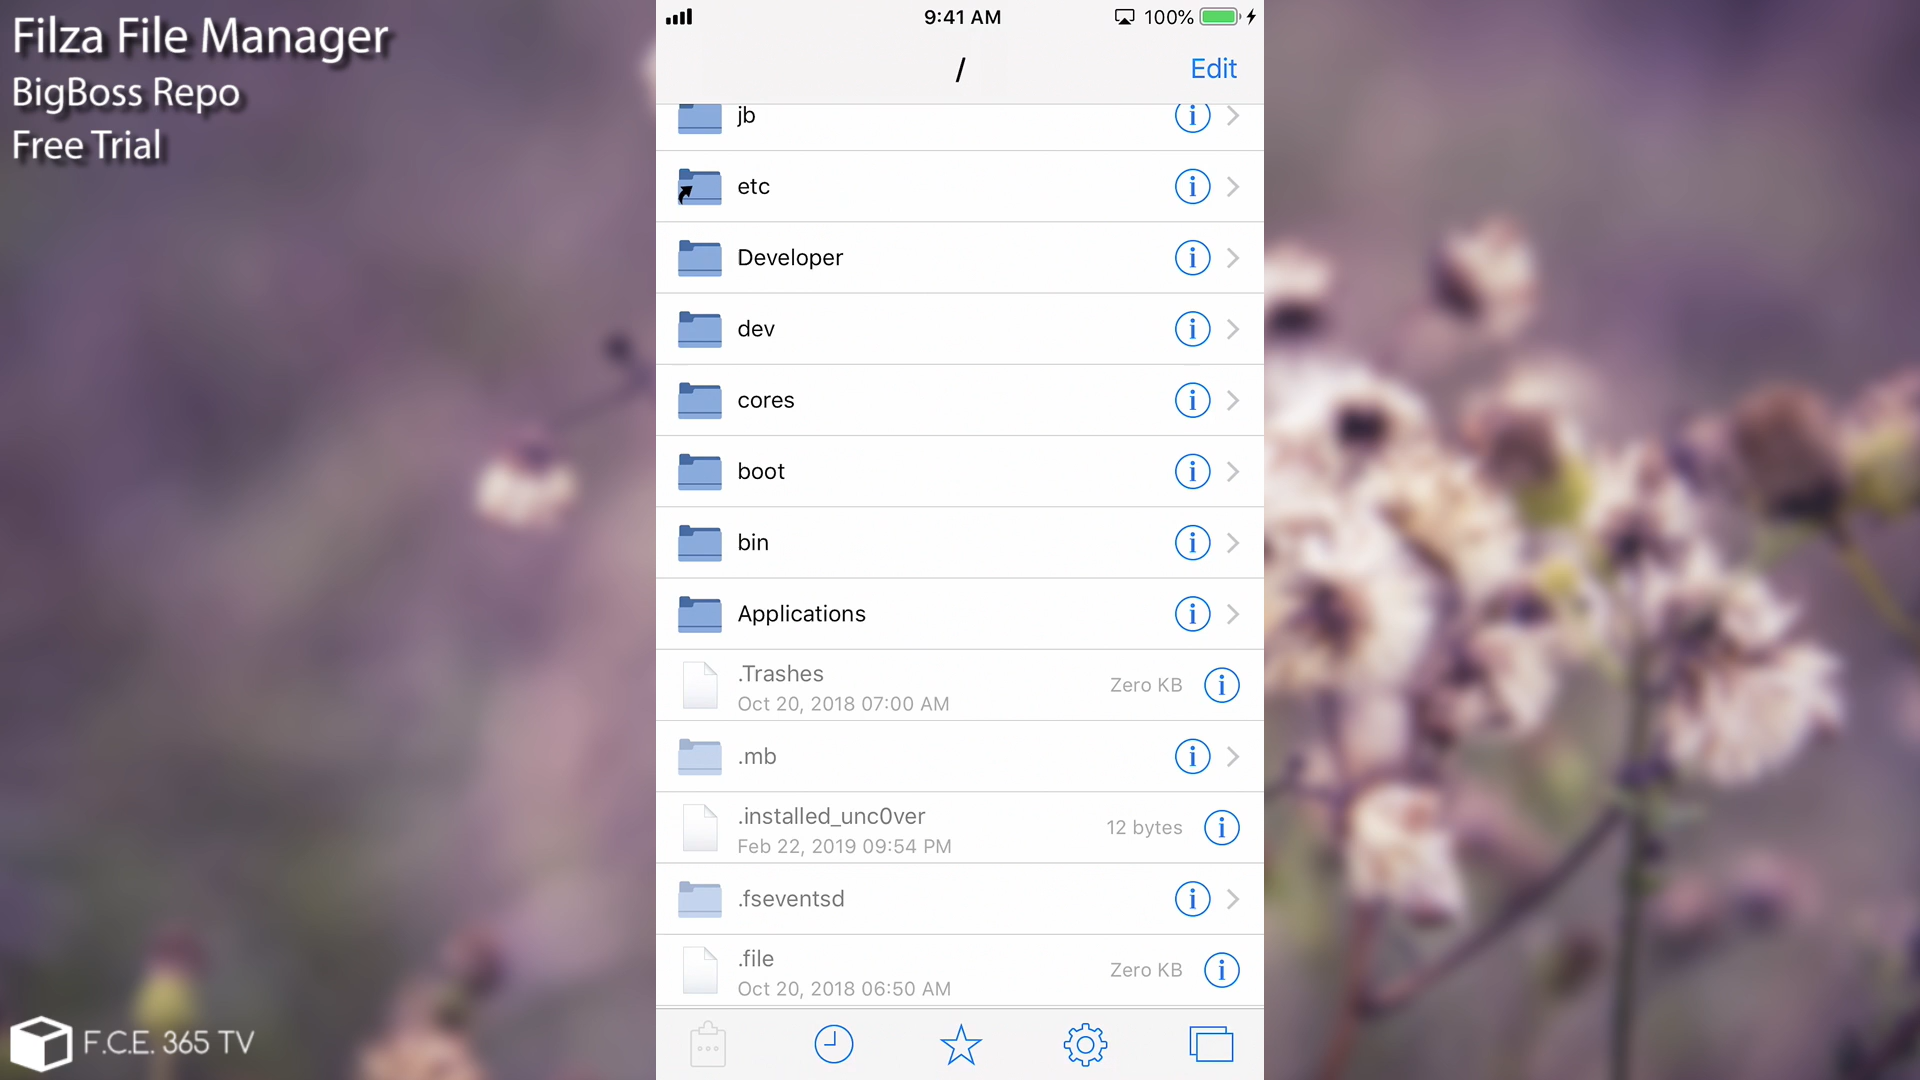 Filza File Manager
BigBoss Repo
Free Trial
9:41 AM
100%
/
Edit
jb
etc
Developer
dev
cores
boot
bin
Applications
.Trashes
Oct 20, 2018 07:00 AM
Zero KB
.mb
.installed_unc0ver
Feb 22, 2019 09:54 PM
12 bytes
.fseventsd
.file
Oct 20, 2018 06:50 AM
Zero KB
F.C.E. 365 TV